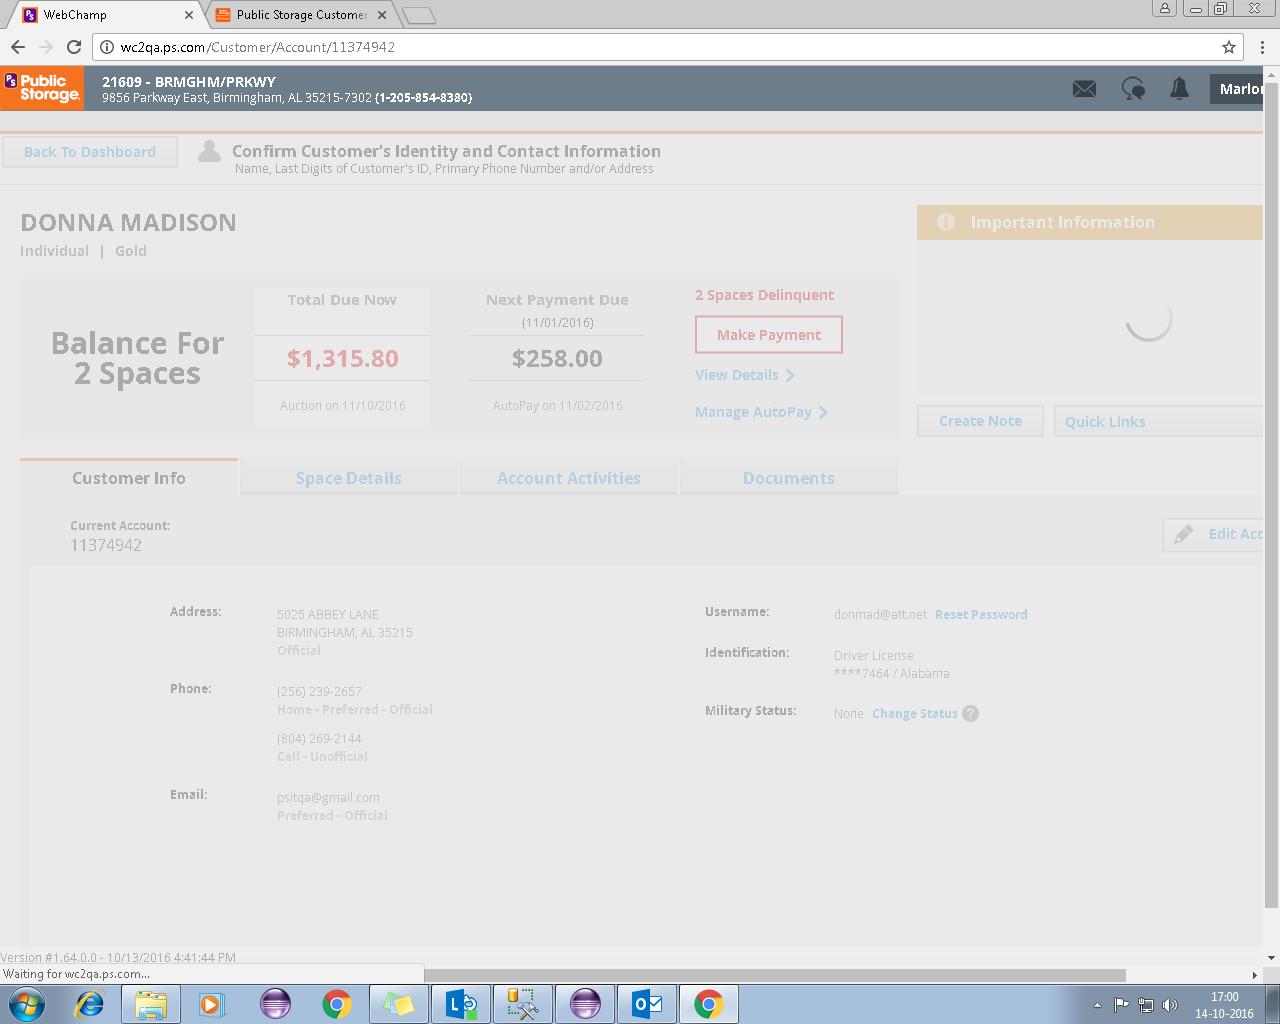 WebChamp
Public Storage Customer
wc2qa.ps.com/Customer/Account/11374942
PS Public Storage.
21609 - BRMGHM/PRKWY
9856 Parkway East, Birmingham, AL 35215-7302 (1-205-854-8380)
Marlon
Back To Dashboard
Confirm Customer's Identity and Contact Information
Name, Last Digits of Customer's ID, Primary Phone Number and/or Address
DONNA MADISON
Individual | Gold
Important Information
Balance For
2 Spaces
Total Due Now
$1,315.80
Auction on 11/10/2016
Next Payment Due
(11/01/2016)
$258.00
AutoPay on 11/02/2016
2 Spaces Delinquent
Make Payment
View Details
Manage AutoPay
Create Note
Quick Links
Customer Info
Space Details
Account Activities
Documents
Current Account:
11374942
Edit Acc
Address:
5025 ABBEY LANE
BIRMINGHAM, AL 35215
Official
Phone:
(256) 239-2657
Home - Preferred - Official
(804) 269-2144
Cell - Unofficial
Email:
psitqa@gmail.com
Preferred - Official
Username:
donmad@att.net Reset Password
Identification:
Driver License
****7464 / Alabama
Military Status:
None Change Status ?
Version #1.64.0.0 - 10/13/2016 4:41:44 PM
Waiting for wc2qa.ps.com...
17:00
14-10-2016